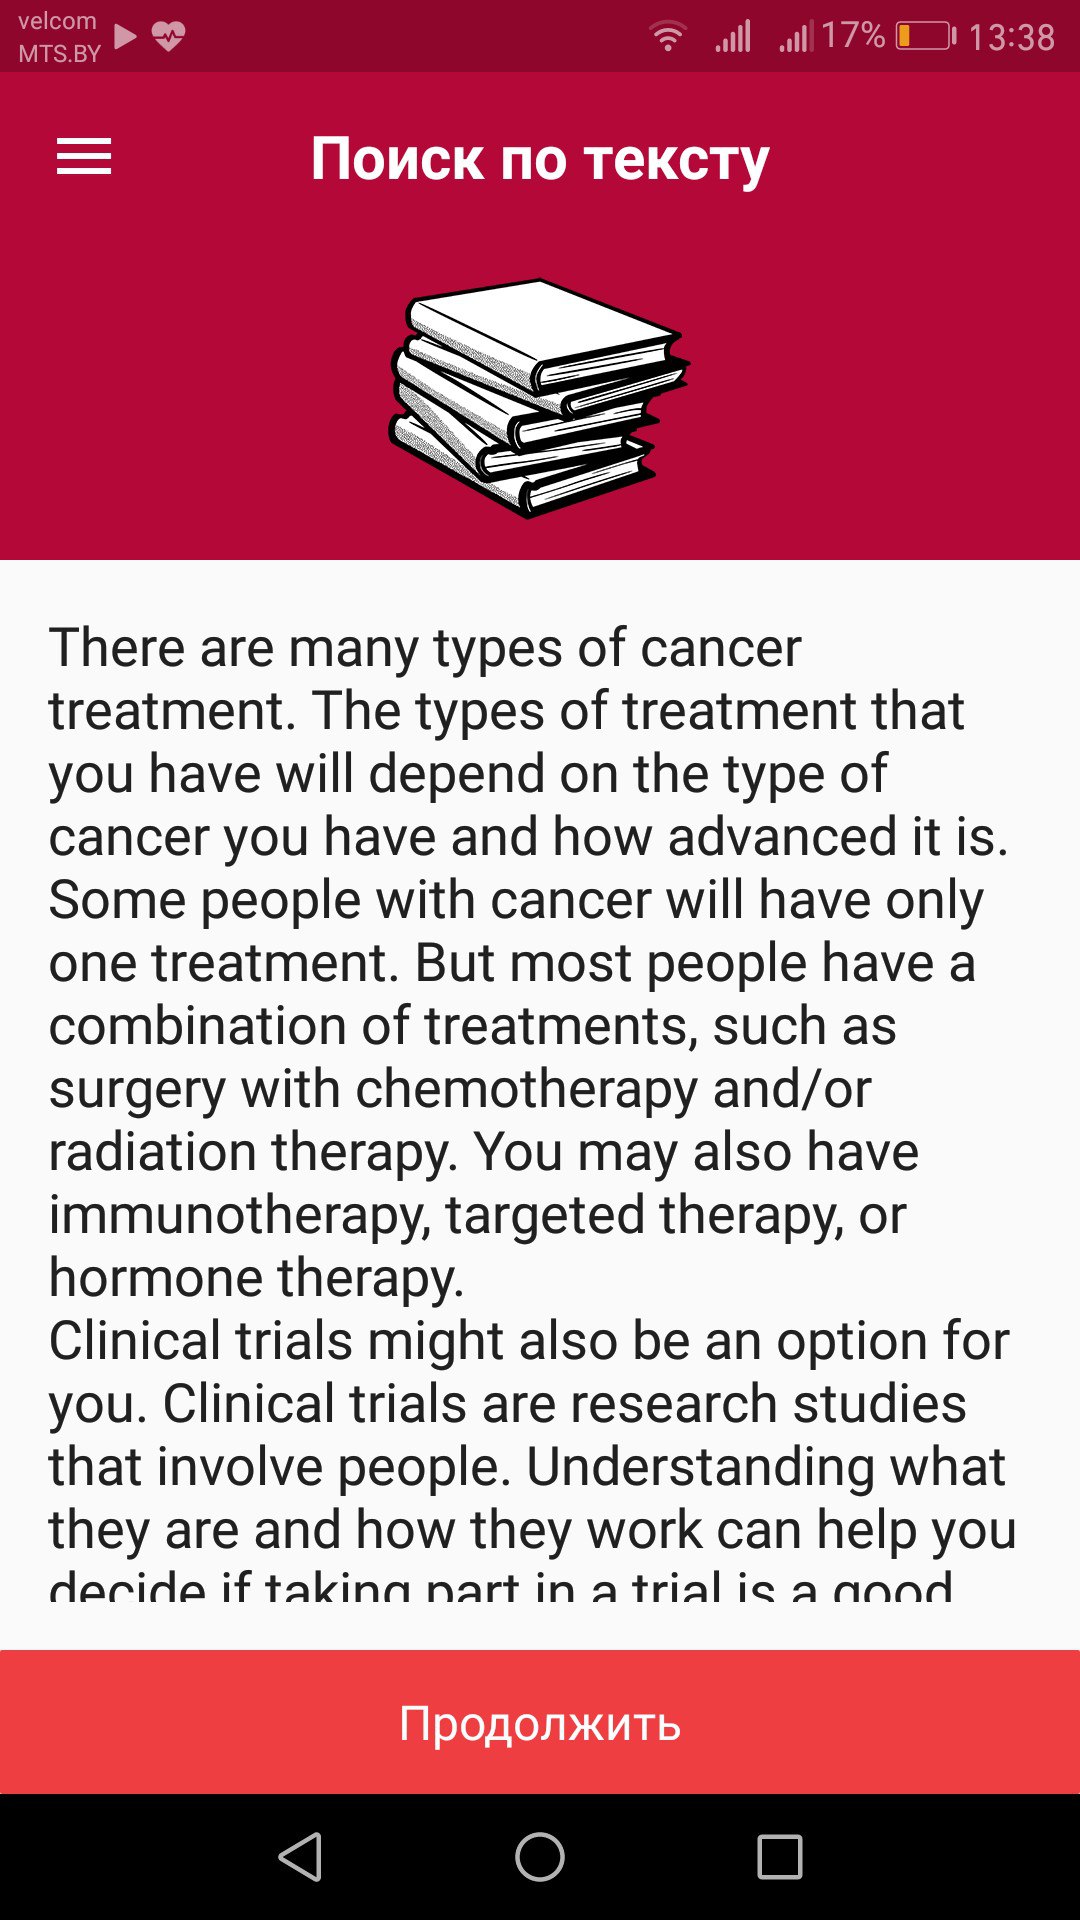 velcom
MTS.BY
17%
13:38
Поиск по тексту
There are many types of cancer
treatment. The types of treatment that
you have will depend on the type of
cancer you have and how advanced it is.
Some people with cancer will have only
one treatment. But most people have a
combination of treatments, such as
surgery with chemotherapy and/or
radiation therapy. You may also have
immunotherapy, targeted therapy, or
hormone therapy.
Clinical trials might also be an option for
you. Clinical trials are research studies
that involve people. Understanding what
they are and how they work can help you
decide if taking part in a trial is a good
Продолжить